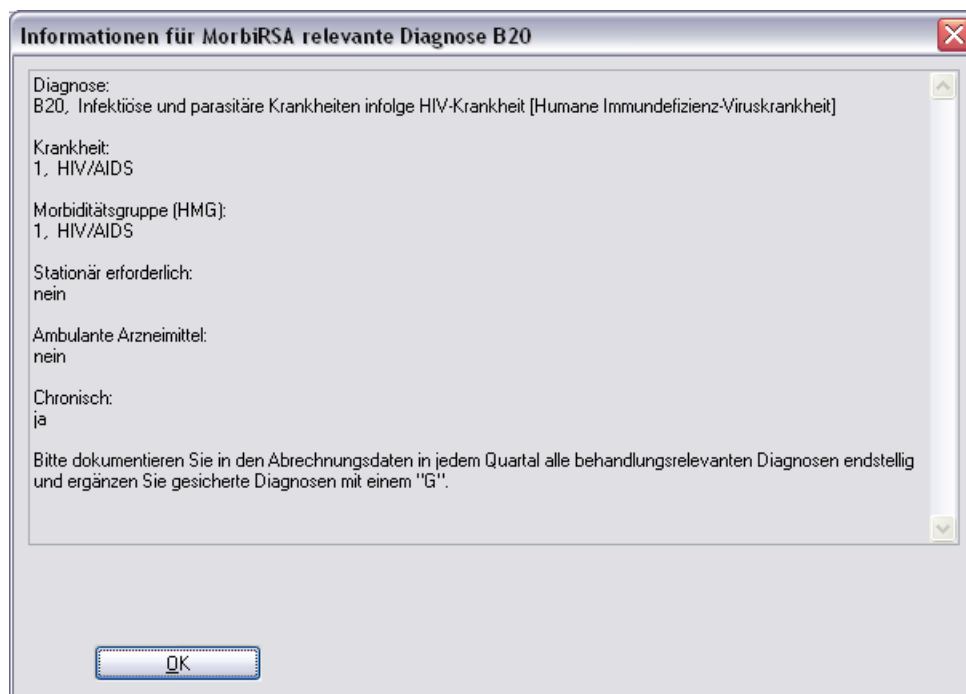 Informationen für MorbiRSA relevante Diagnose B20
Diagnose:
B20, Infektiöse und parasitäre Krankheiten infolge HIV-Krankheit [Humane Immundefizienz-Viruskrankheit]
Krankheit:
1, HIV/AIDS
Morbiditätsgruppe (HMG):
1, HIV/AIDS
Stationär erforderlich:
nein
Ambulante Arzneimittel:
nein
Chronisch:
ja
Bitte dokumentieren Sie in den Abrechnungsdaten in jedem Quartal alle behandlungsrelevanten Diagnosen endstellig
und ergänzen Sie gesicherte Diagnosen mit einem "G".
OK